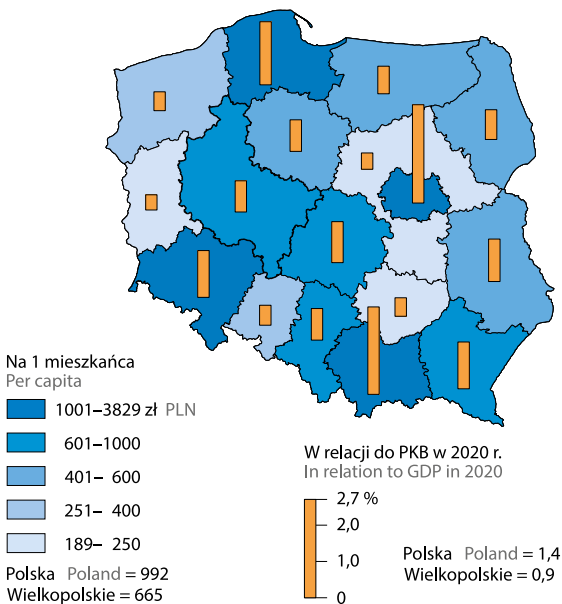 Na 1 mieszkańca
Per capita
1001–3829 zł PLN
601–1000
401– 600
251– 400
189– 250
Polska Poland = 992
Wielkopolskie = 665
W relacji do PKB w 2020 r.
In relation to GDP in 2020
2,7 %
2,0
1,0
0
Polska Poland = 1,4
Wielkopolskie = 0,9